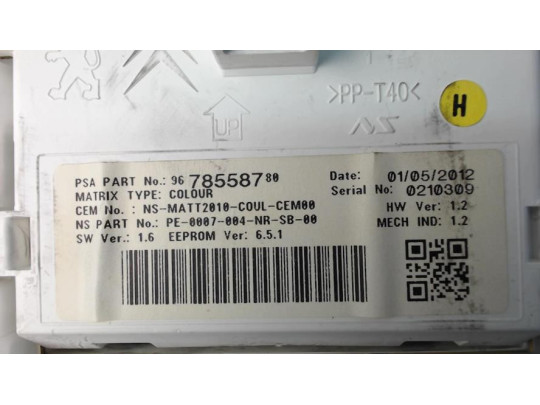 >PP-T40<
H
UP
NS
PSA PART No.: 96 785587 80
Date: 01/05/2012
MATRIX TYPE: COLOUR
Serial No: 0210309
CEM No.: NS-MATT2010-COUL-CEM00
HW Ver: 1.2
NS PART No.: PE-0007-004-NR-SB-00
MECH IND: 1.2
SW Ver.: 1.6 EEPROM Ver: 6.5.1